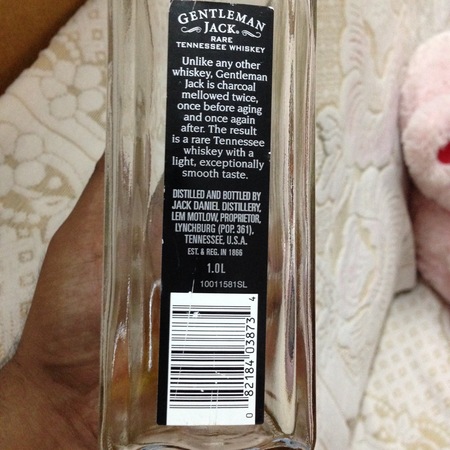 GENTLEMAN
JACK®
RARE
TENNESSEE WHISKEY
Unlike any other
whiskey, Gentleman
Jack is charcoal
mellowed twice,
once before aging
and once again
after. The result
is a rare Tennessee
whiskey with a
light, exceptionally
smooth taste.
DISTILLED AND BOTTLED BY
JACK DANIEL DISTILLERY,
LEM MOTLOW, PROPRIETOR,
LYNCHBURG (POP. 361),
TENNESSEE, U.S.A.
EST. & REG. IN 1866
1.0L
10011581SL
0 82184 03873 4